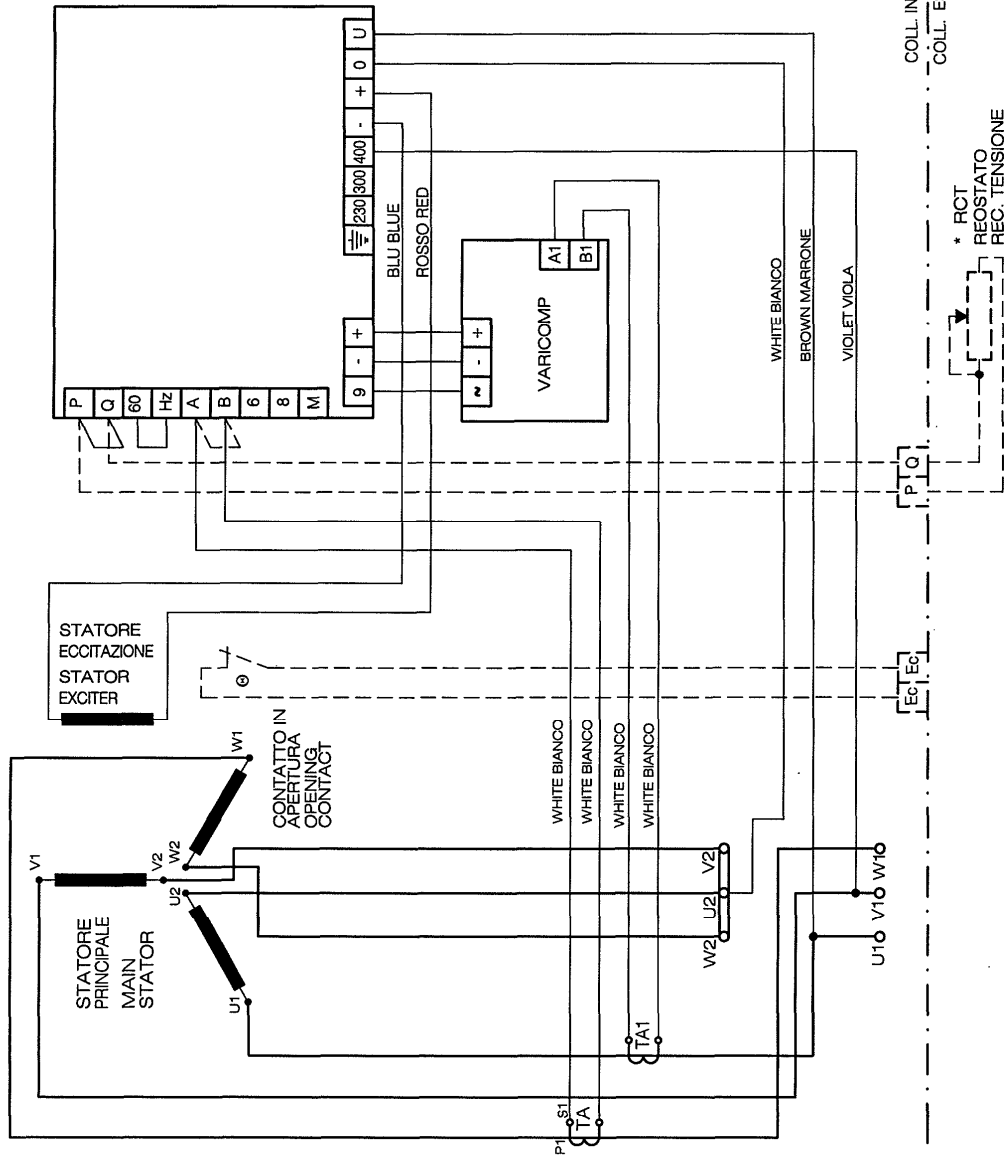 U
0
+
-
400
300
230
+
-
9
P
Q
60
Hz
A
B
6
8
M
BLU BLUE
ROSSO RED
A1
B1
VARICOMP
+
-
~
WHITE BIANCO
BROWN MARRONE
VIOLET VIOLA
COLL. IN
COLL. E
* RCT
REOSTATO
REC. TENSIONE
P
Q
Ec
Ec
STATORE
ECCITAZIONE
STATOR
EXCITER
Θ
CONTATTO IN
APERTURA
OPENING
CONTACT
WHITE BIANCO
WHITE BIANCO
WHITE BIANCO
WHITE BIANCO
V1
V2
W1
W2
U2
U1
STATORE
PRINCIPALE
MAIN
STATOR
W2
U2
V2
U1
V1
W1
P1
S1
TA
TA1